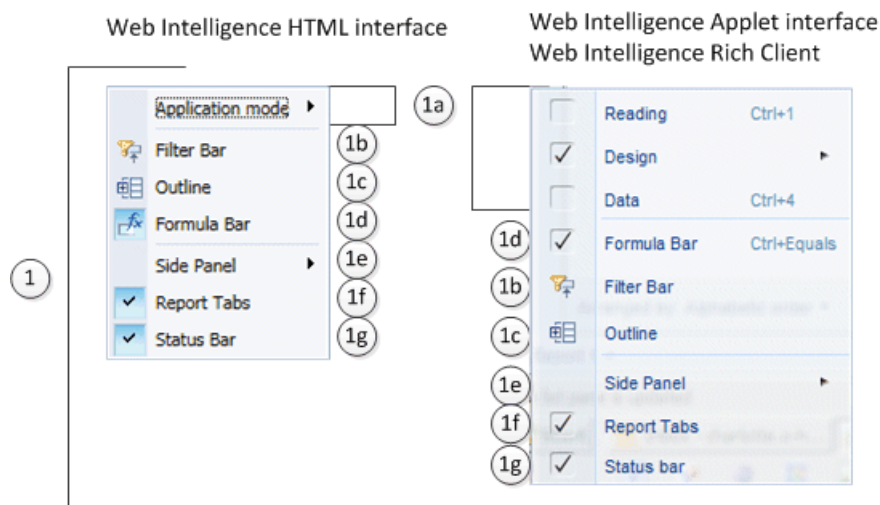 Web Intelligence HTML interface
Web Intelligence Applet interface
Web Intelligence Rich Client
1
Application mode
1a
Filter Bar 1b
Outline 1c
Formula Bar 1d
Side Panel 1e
Report Tabs 1f
Status Bar 1g
Reading Ctrl+1
Design
Data Ctrl+4
1d Formula Bar Ctrl+Equals
1b Filter Bar
1c Outline
1e Side Panel
1f Report Tabs
1g Status bar